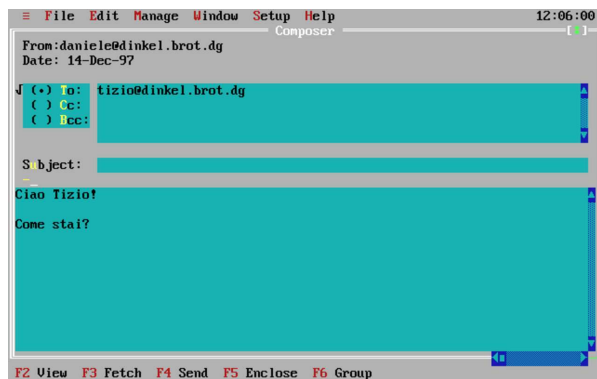 ≡ File Edit Manage Window Setup Help 12:06:00
Composer
From:daniele@dinkel.brot.dg
Date: 14-Dec-97
(•) To: tizio@dinkel.brot.dg
( ) Cc:
( ) Bcc:
Subject:
Ciao Tizio!
Come stai?
F2 View F3 Fetch F4 Send F5 Enclose F6 Group